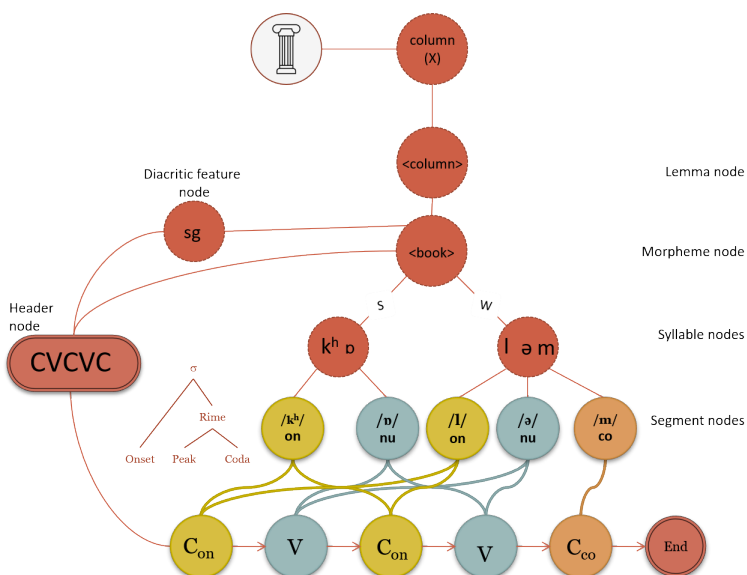 column
(X)
<column>
Lemma node
Diacritic feature
node
sg
<book>
Morpheme node
s
w
Header
node
CVCVC
kʰ ɒ
l ə m
Syllable nodes
σ
Rime
Onset
Peak
Coda
/kʰ/
on
/ɒ/
nu
/l/
on
/ə/
nu
/m/
co
Segment nodes
Con
V
Con
V
Cco
End